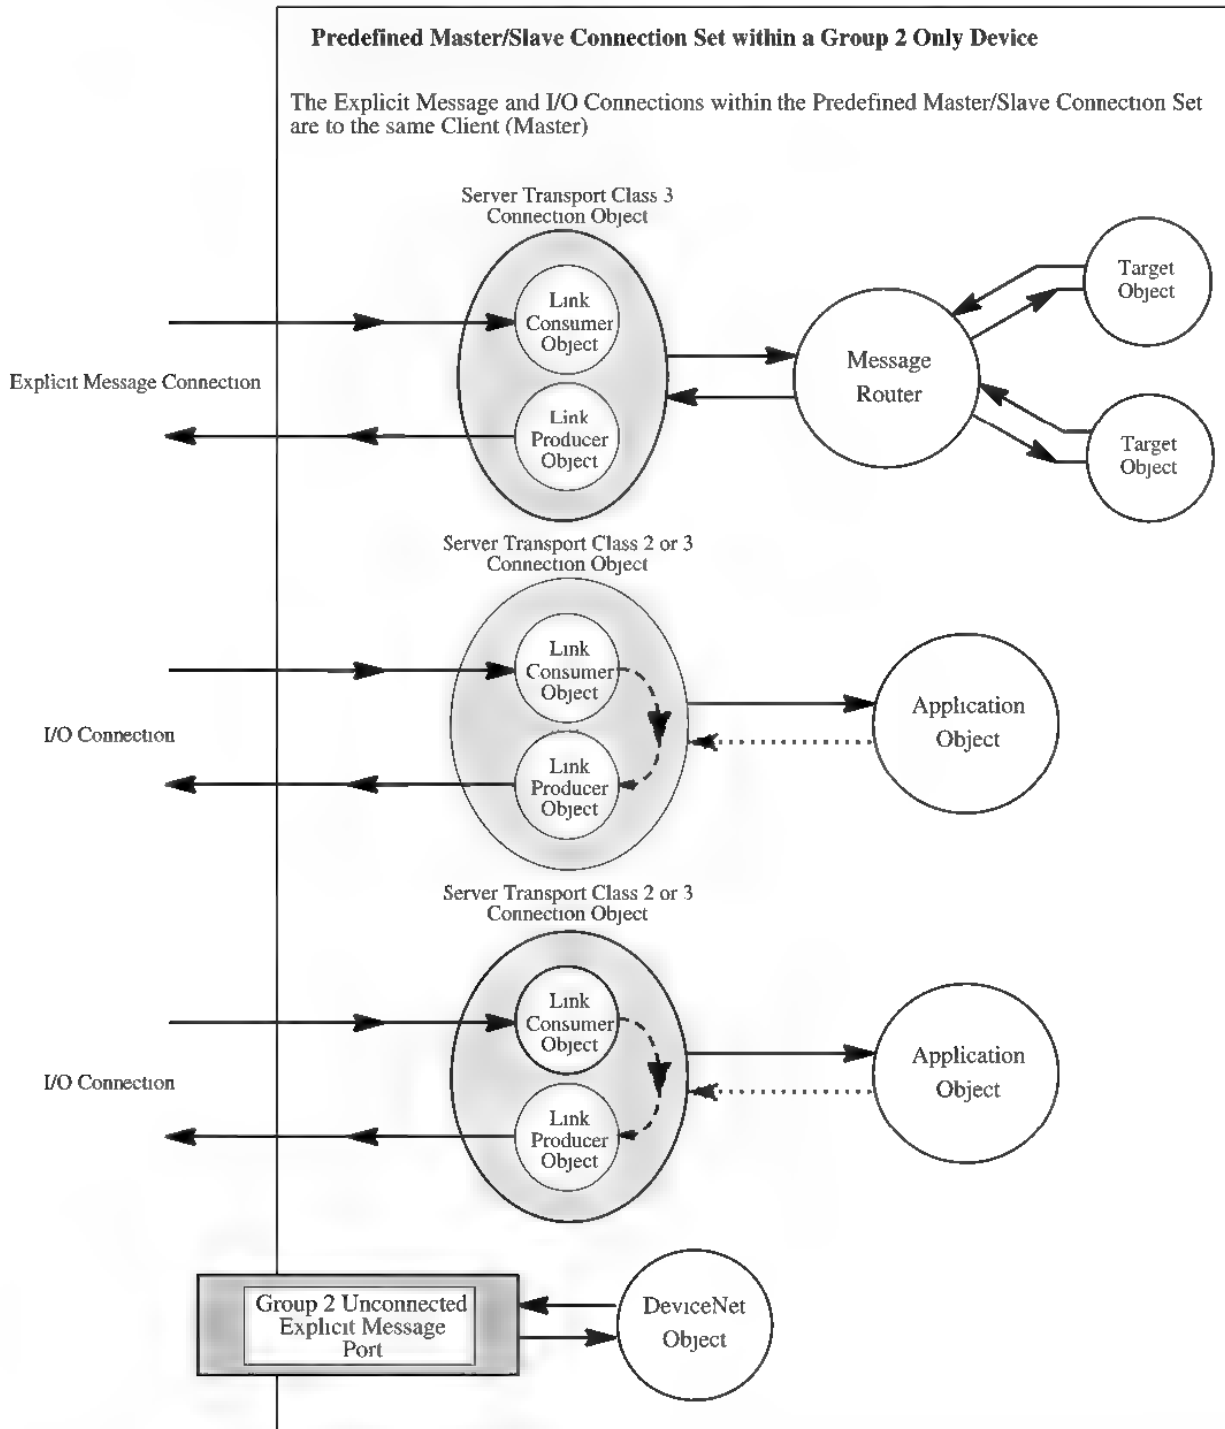 Predefined Master/Slave Connection Set within a Group 2 Only Device
The Explicit Message and I/O Connections within the Predefined Master/Slave Connection Set
are to the same Client (Master)
Server Transport Class 3
Connection Object
Link
Consumer
Object
Target
Object
Message
Router
Explicit Message Connection
Link
Producer
Object
Target
Object
Server Transport Class 2 or 3
Connection Object
Link
Consumer
Object
Application
Object
I/O Connection
Link
Producer
Object
Server Transport Class 2 or 3
Connection Object
Link
Consumer
Object
Application
Object
I/O Connection
Link
Producer
Object
Group 2 Unconnected
Explicit Message
Port
DeviceNet
Object